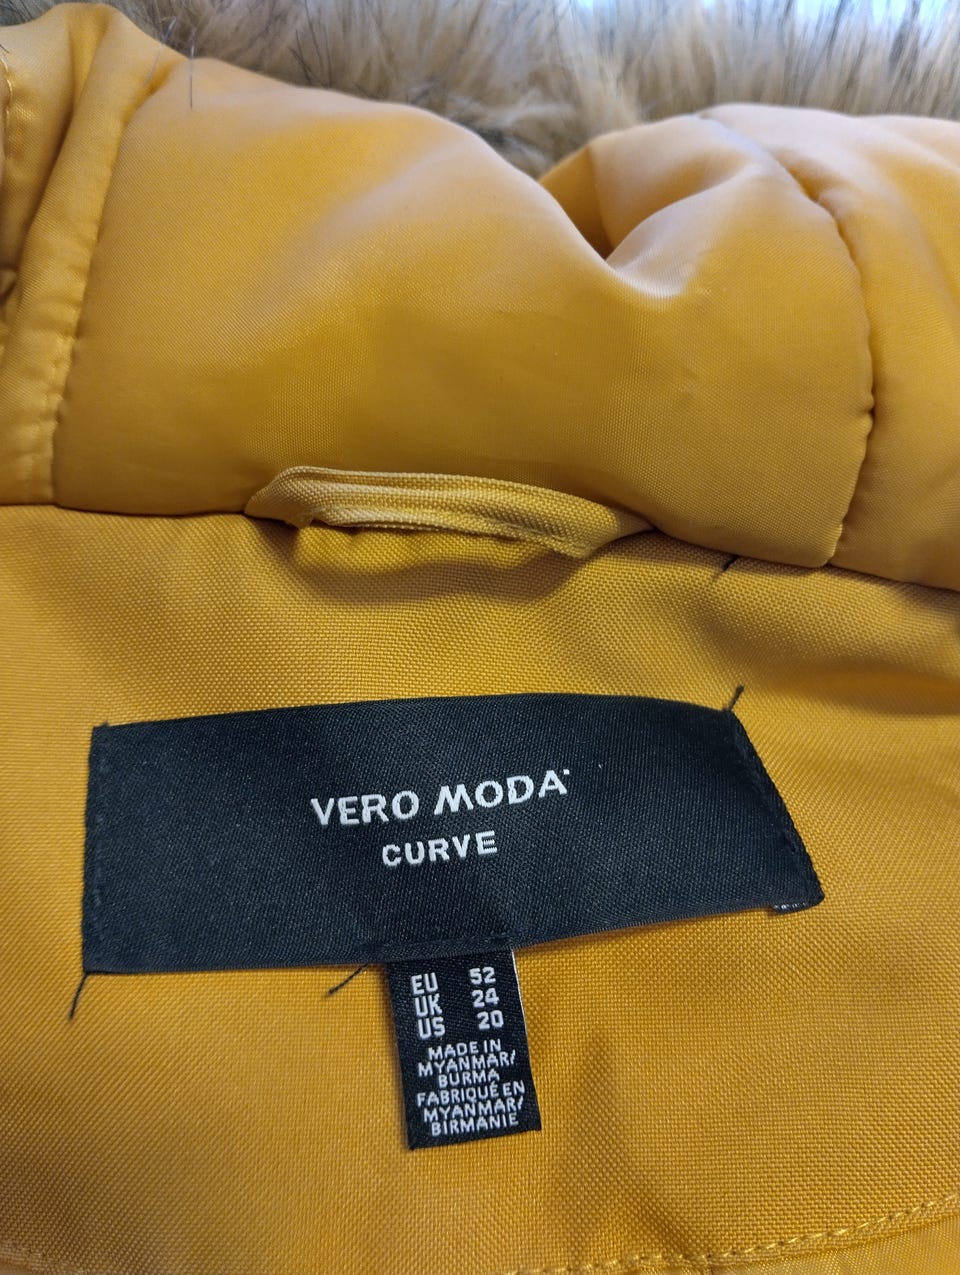 VERO MODA
CURVE
EU 52
UK 24
US 20
MADE IN
MYANMAR/
BURMA
FABRIQUÉ EN
MYANMAR/
BIRMANIE